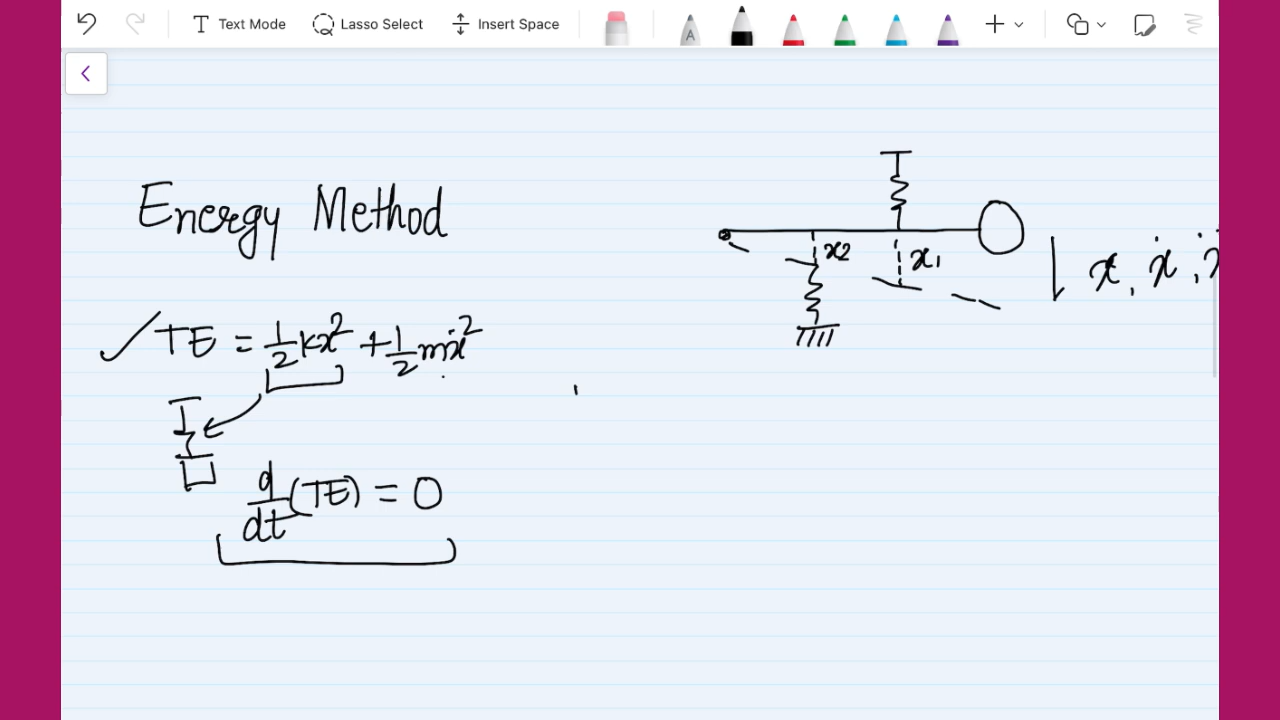 Text Mode Lasso Select Insert Space
A
Energy Method
x2
x1
x, ẋ, ẍ
TE = 1/2 kx² + 1/2 mẋ²
d/dt (TE) = 0